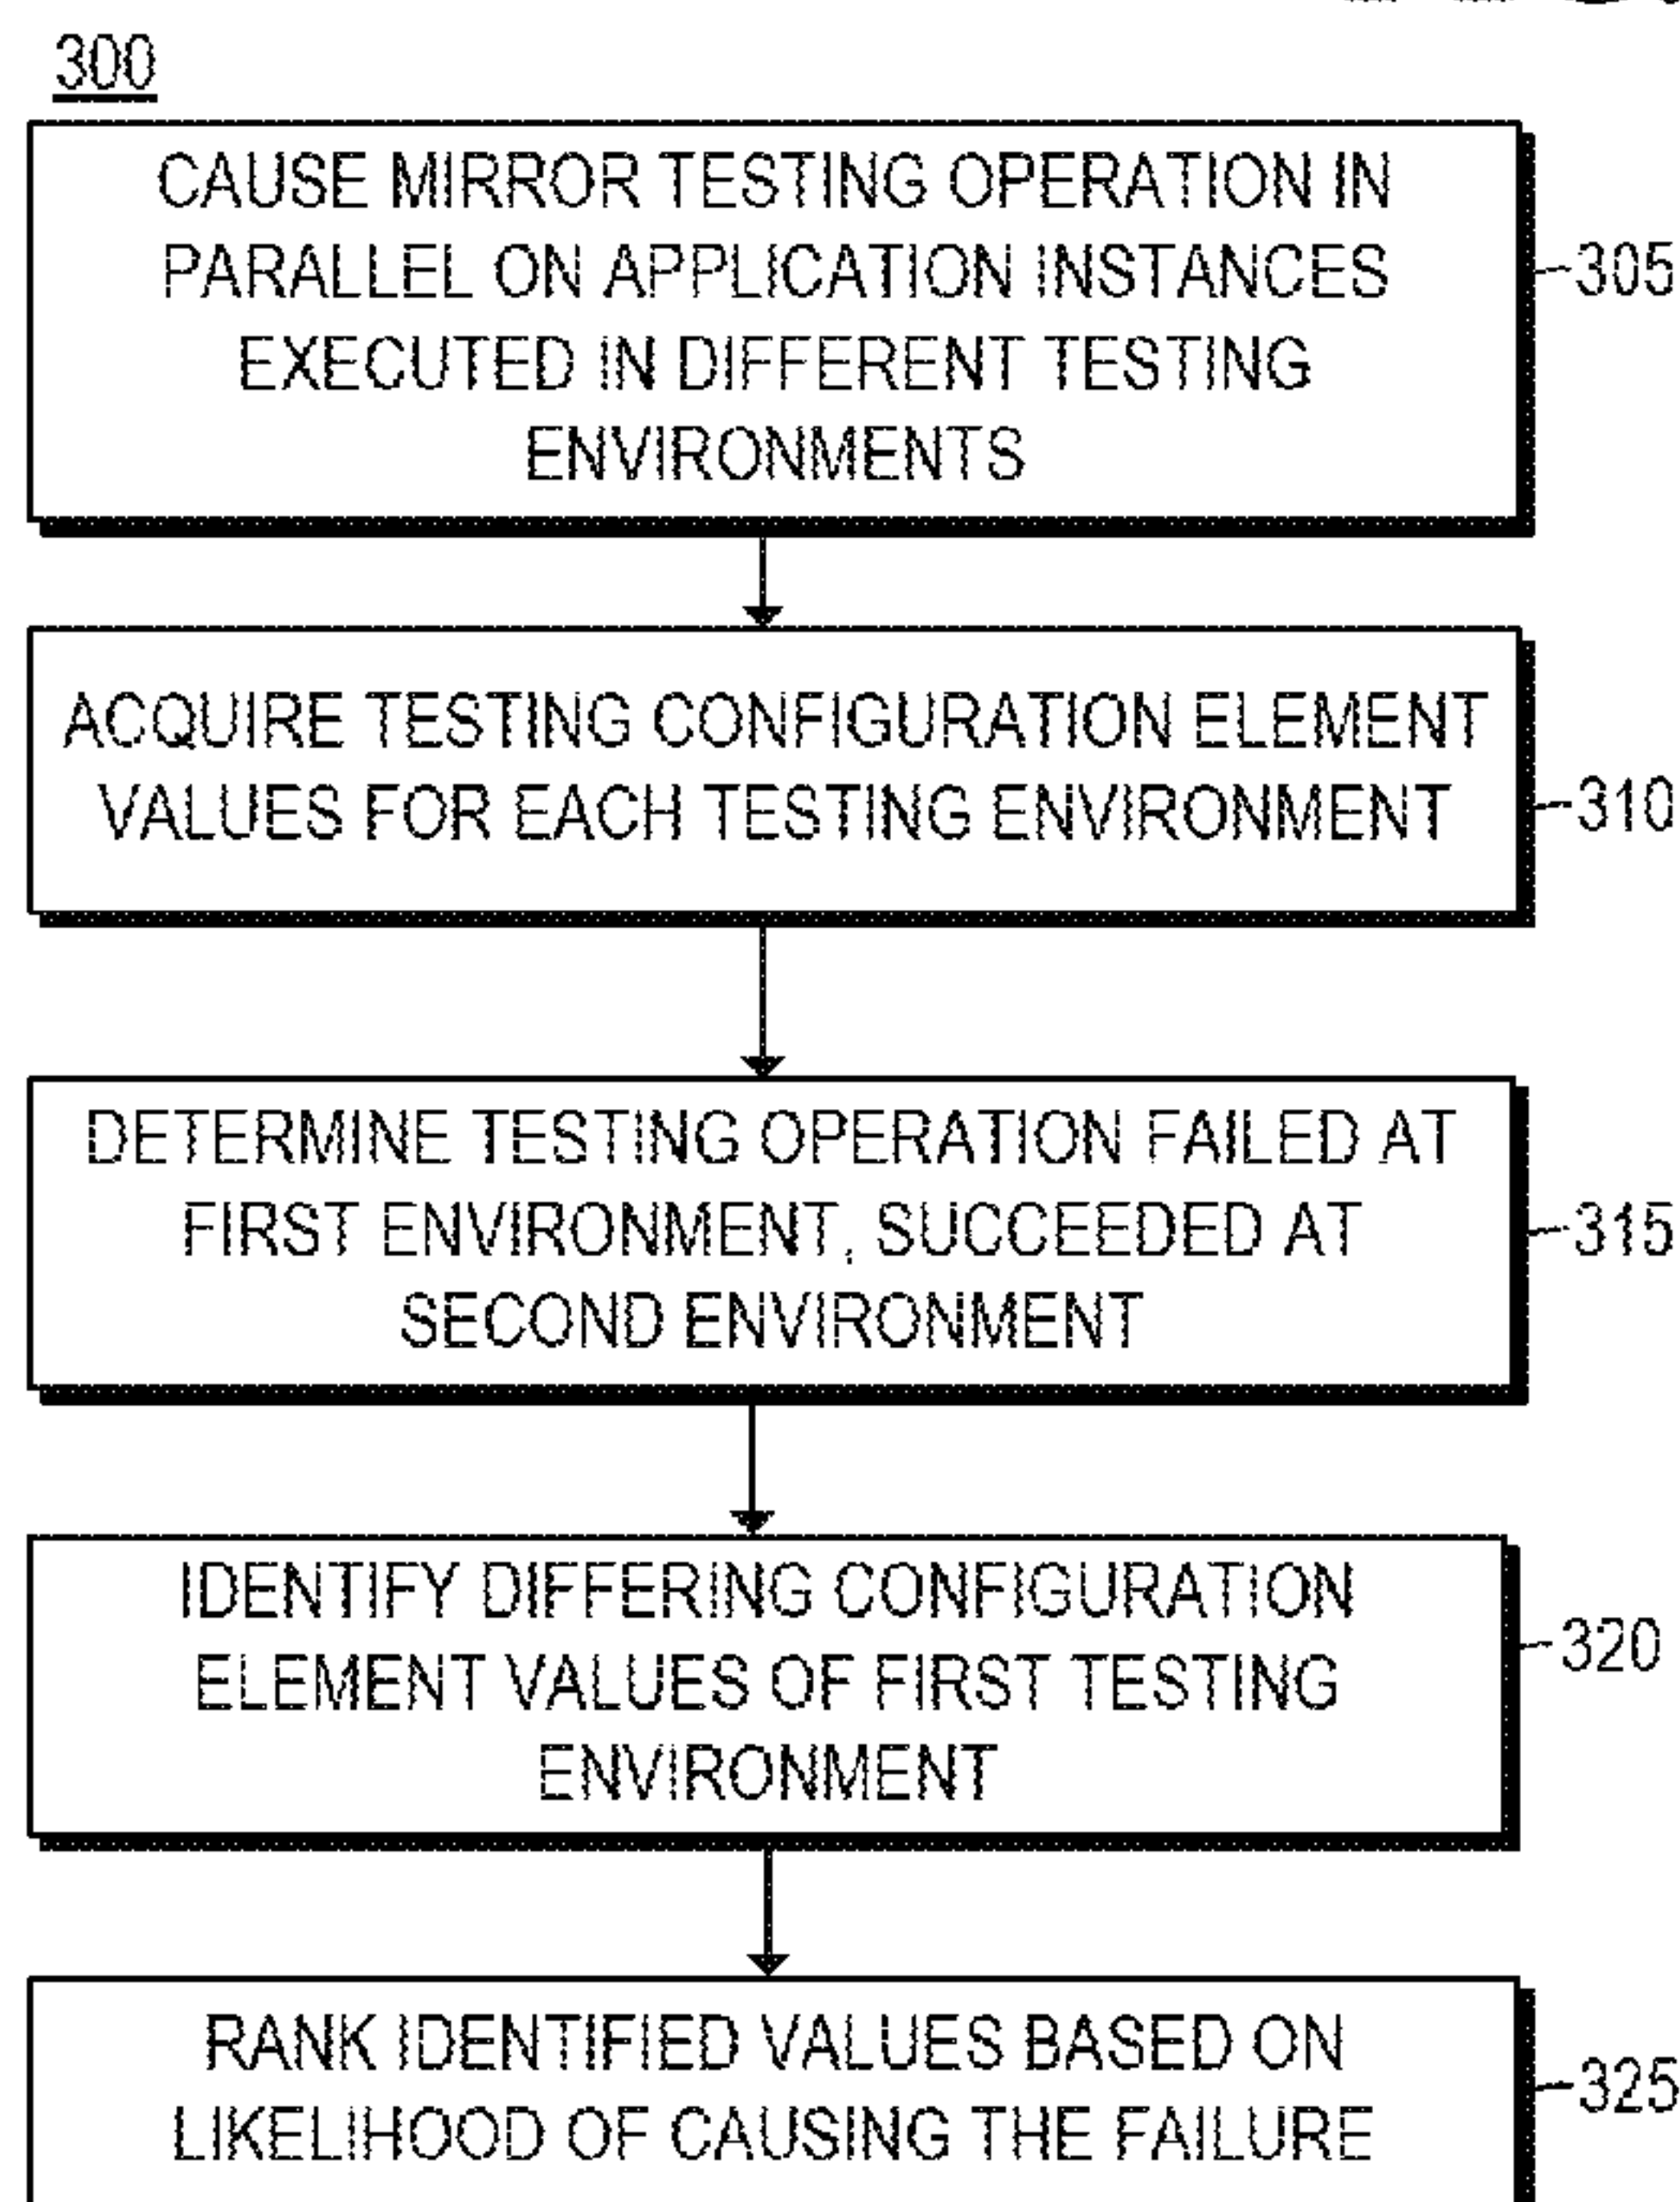 300
CAUSE MIRROR TESTING OPERATION IN
PARALLEL ON APPLICATION INSTANCES
EXECUTED IN DIFFERENT TESTING
ENVIRONMENTS
305
ACQUIRE TESTING CONFIGURATION ELEMENT
VALUES FOR EACH TESTING ENVIRONMENT
310
DETERMINE TESTING OPERATION FAILED AT
FIRST ENVIRONMENT, SUCCEEDED AT
SECOND ENVIRONMENT
315
IDENTIFY DIFFERING CONFIGURATION
ELEMENT VALUES OF FIRST TESTING
ENVIRONMENT
320
RANK IDENTIFIED VALUES BASED ON
LIKELIHOOD OF CAUSING THE FAILURE
325